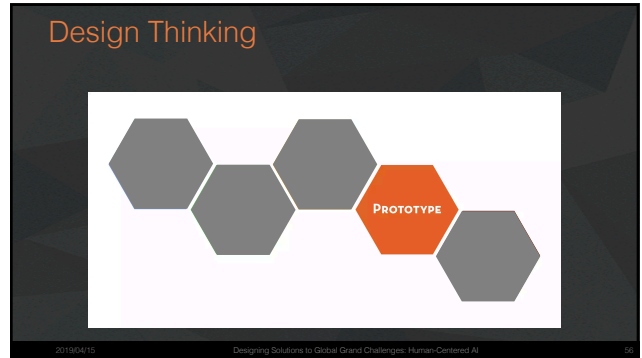 Design Thinking
PROTOTYPE
2019/04/15 Designing Solutions to Global Grand Challenges: Human-Centered AI 56